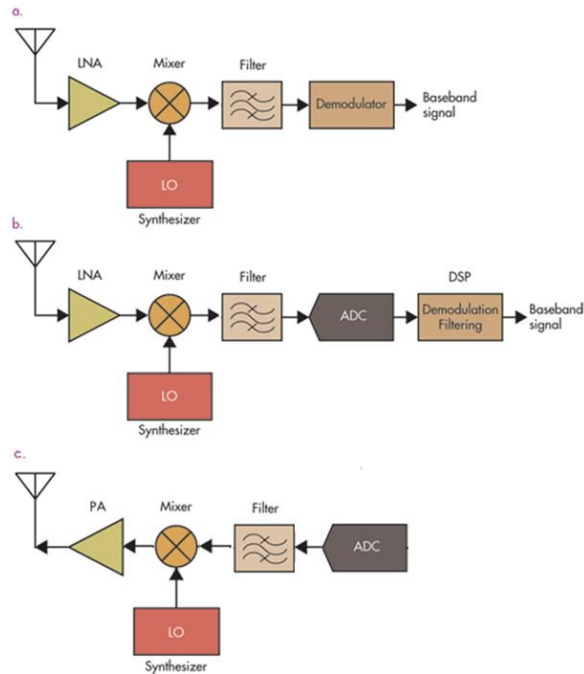 a.
LNA
Mixer
Filter
Demodulator
Baseband
signal
LO
Synthesizer
b.
LNA
Mixer
Filter
DSP
ADC
Demodulation
Filtering
Baseband
signal
LO
Synthesizer
c.
PA
Mixer
Filter
ADC
LO
Synthesizer